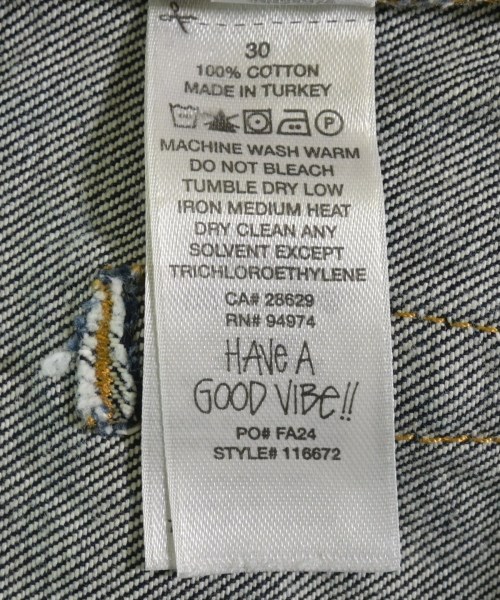 30
100% COTTON
MADE IN TURKEY
P
MACHINE WASH WARM
DO NOT BLEACH
TUMBLE DRY LOW
IRON MEDIUM HEAT
DRY CLEAN ANY
SOLVENT EXCEPT
TRICHLOROETHYLENE
CA# 28629
RN# 94974
HAVE A
GOOD VIBE!!
PO# FA24
STYLE# 116672